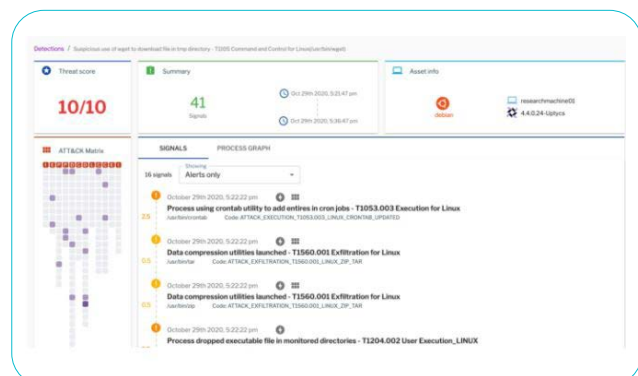 Detections / Suspicious use of wget to download file in tmp directory - T1105 Command and Control for Linux(/usr/bin/wget)
Threat score
10/10
Summary
41
Signals
Oct 29th 2020, 5:21:47 pm
Oct 29th 2020, 5:36:47 pm
Asset info
debian
researchmachine01
4.4.0.24-Uptycs
ATT&CK Matrix
SIGNALS
PROCESS GRAPH
16 signals
Showing
Alerts only
October 29th 2020, 5:22:22 pm
Process using crontab utility to add entires in cron jobs - T1053.003 Execution for Linux
2.5
/usr/bin/crontab Code: ATTACK_EXECUTION_T1053.003_LINUX_CRONTAB_UPDATED
October 29th 2020, 5:22:22 pm
Data compression utilities launched - T1560.001 Exfiltration for Linux
0.5
/usr/bin/tar Code: ATTACK_EXFILTRATION_T1560.001_LINUX_ZIP_TAR
October 29th 2020, 5:22:22 pm
Data compression utilities launched - T1560.001 Exfiltration for Linux
0.5
/usr/bin/zip Code: ATTACK_EXFILTRATION_T1560.001_LINUX_ZIP_TAR
October 29th 2020, 5:22:22 pm
Process dropped executable file in monitored directories - T1204.002 User Execution_LINUX